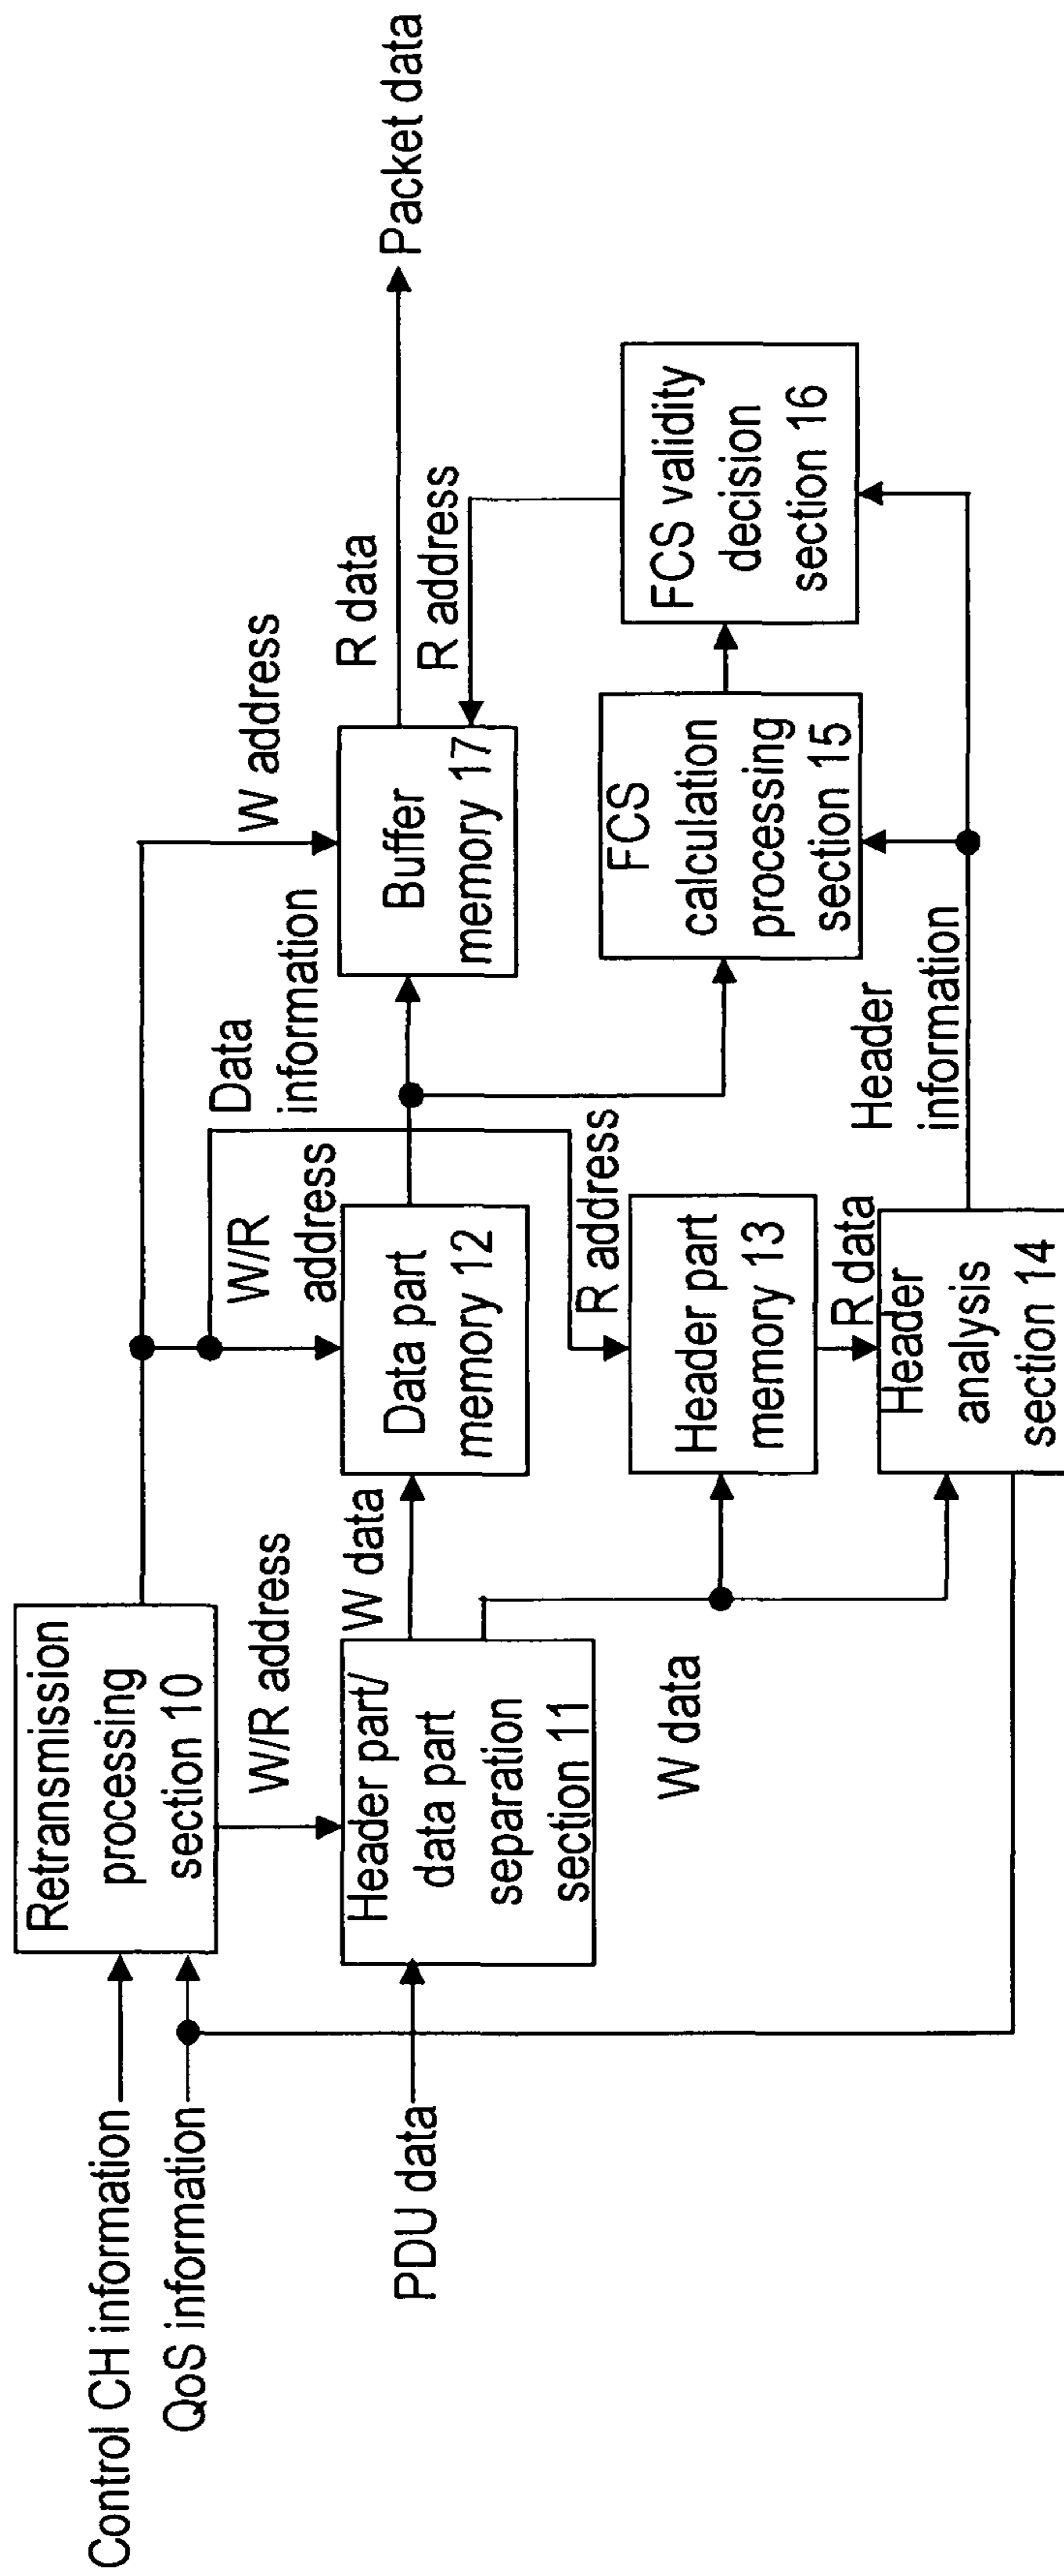 Control CH information
QoS information
PDU data
Retransmission
processing
section 10
W/R address
Header part/
data part
separation
section 11
W data
W data
W/R
address
Data part
memory 12
R address
Header part
memory 13
R data
Header
analysis
section 14
Data
information
Header
information
W address
Buffer
memory 17
FCS
calculation
processing
section 15
R data
R address
FCS validity
decision
section 16
Packet data